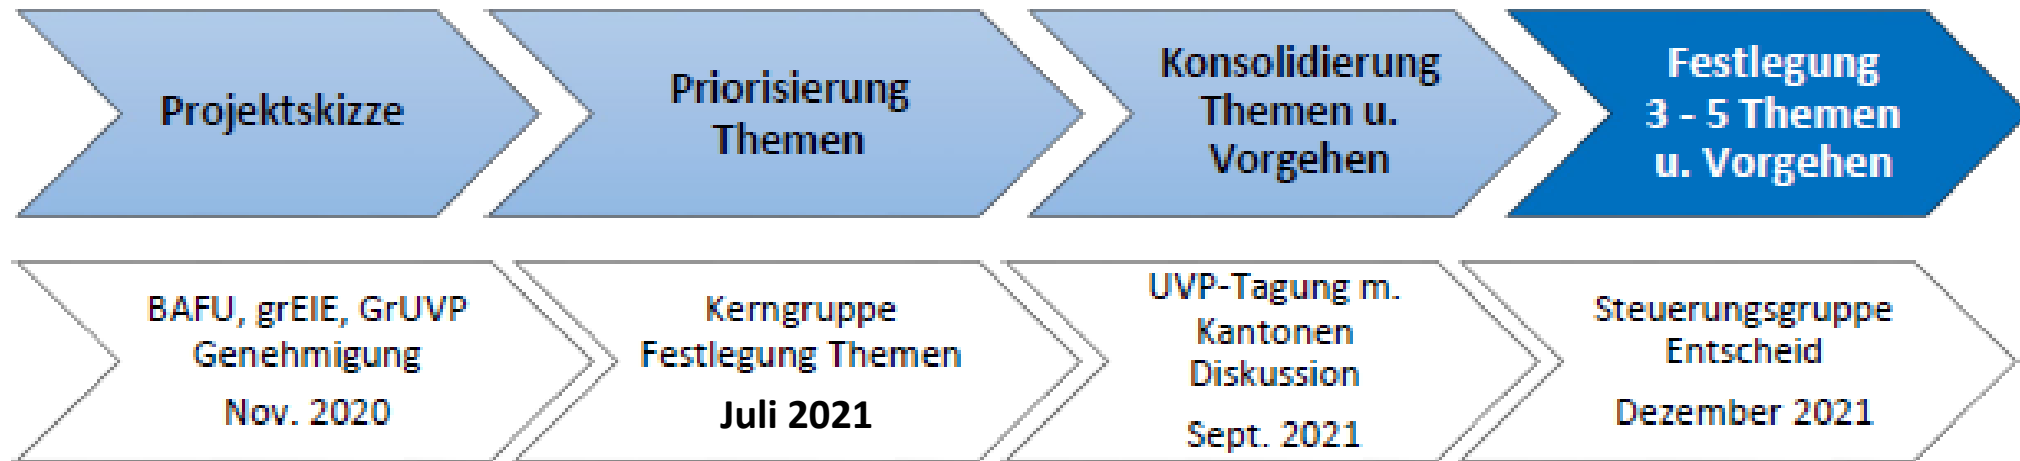 Projektskizze
Priorisierung
Themen
Konsolidierung
Themen u.
Vorgehen
Festlegung
3 - 5 Themen
u. Vorgehen
BAFU, grEIE, GrUVP
Genehmigung
Nov. 2020
Kerngruppe
Festlegung Themen
Juli 2021
UVP-Tagung m.
Kantonen
Diskussion
Sept. 2021
Steuerungsgruppe
Entscheid
Dezember 2021